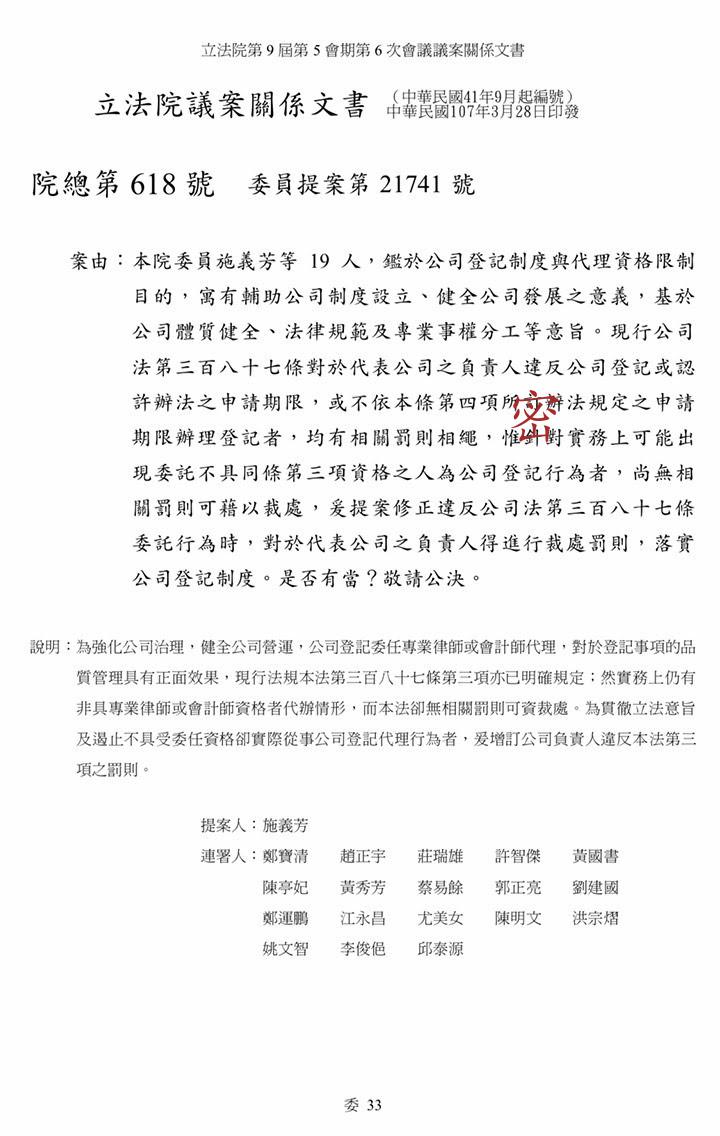 立法院第 9 屆第 5 會期第 6 次會議議案關係文書
立法院議案關係文書 （中華民國41年9月起編號）
中華民國107年3月28日印發
院總第 618 號 委員提案第 21741 號
案由：本院委員施義芳等 19 人，鑑於公司登記制度與代理資格限制
目的，寓有輔助公司制度設立、健全公司發展之意義，基於
公司體質健全、法律規範及專業事權分工等意旨。現行公司
法第三百八十七條對於代表公司之負責人違反公司登記或認
許辦法之申請期限，或不依本條第四項所訂辦法規定之申請
密
期限辦理登記者，均有相關罰則相繩，惟針對實務上可能出
現委託不具同條第三項資格之人為公司登記行為者，尚無相
關罰則可藉以裁處，爰提案修正違反公司法第三百八十七條
委託行為時，對於代表公司之負責人得進行裁處罰則，落實
公司登記制度。是否有當？敬請公決。
說明：為強化公司治理，健全公司營運，公司登記委任專業律師或會計師代理，對於登記事項的品
質管理具有正面效果，現行法規本法第三百八十七條第三項亦已明確規定；然實務上仍有
非具專業律師或會計師資格者代辦情形，而本法卻無相關罰則可資裁處。為貫徹立法意旨
及遏止不具受委任資格卻實際從事公司登記代理行為者，爰增訂公司負責人違反本法第三
項之罰則。
提案人：施義芳
連署人：鄭寶清 趙正宇 莊瑞雄 許智傑 黃國書
陳亭妃 黃秀芳 蔡易餘 郭正亮 劉建國
鄭運鵬 江永昌 尤美女 陳明文 洪宗熠
姚文智 李俊俋 邱泰源
委 33